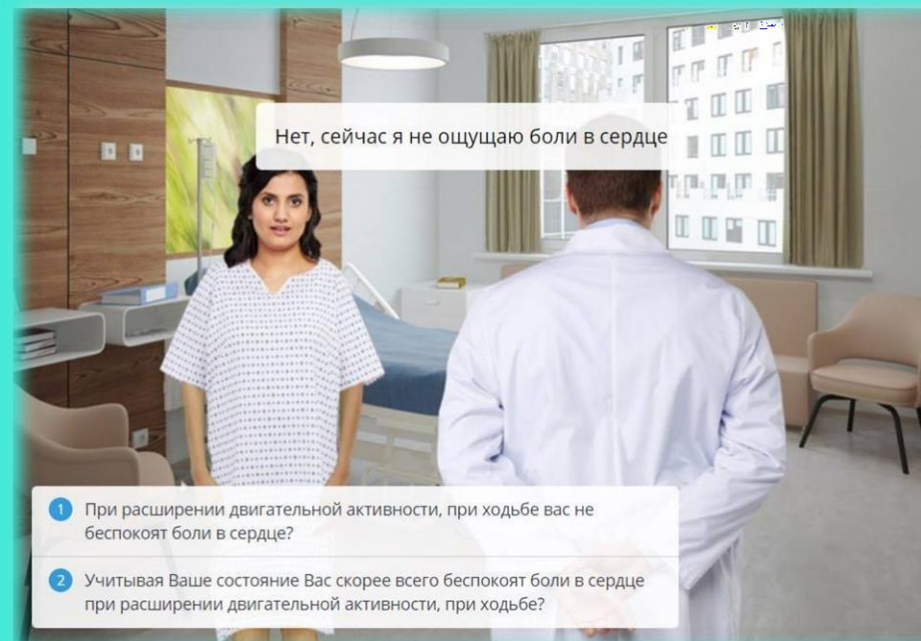 Нет, сейчас я не ощущаю боли в сердце
1 При расширении двигательной активности, при ходьбе вас не
беспокоят боли в сердце?
2 Учитывая Ваше состояние Вас скорее всего беспокоят боли в сердце
при расширении двигательной активности, при ходьбе?